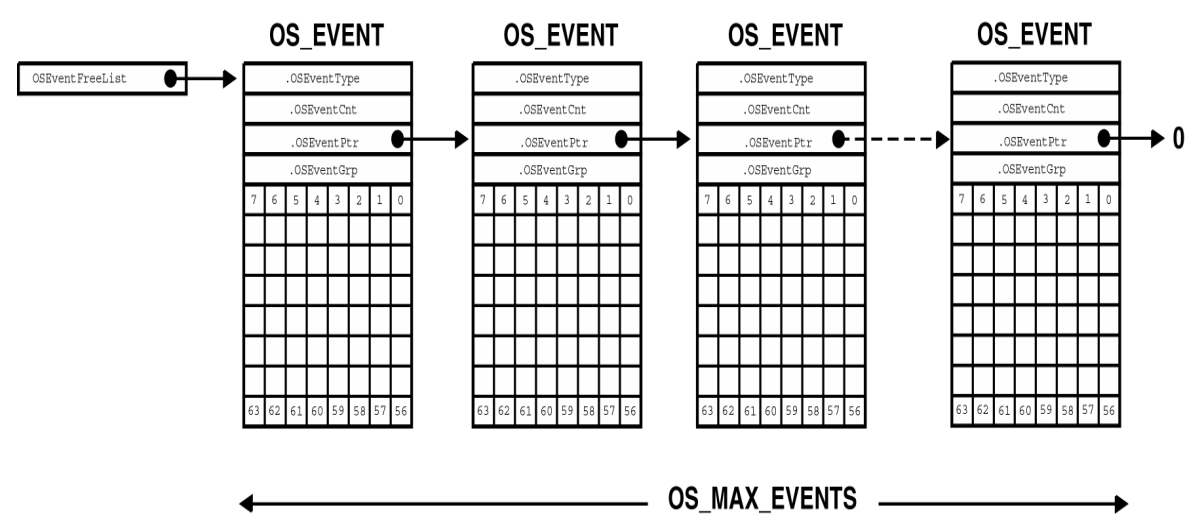 OS_EVENT OS_EVENT OS_EVENT OS_EVENT
OSEventFreeList .OSEventType .OSEventType .OSEventType .OSEventType
.OSEventCnt .OSEventCnt .OSEventCnt .OSEventCnt
.OSEventPtr .OSEventPtr .OSEventPtr .OSEventPtr 0
.OSEventGrp .OSEventGrp .OSEventGrp .OSEventGrp
7 6 5 4 3 2 1 0 7 6 5 4 3 2 1 0 7 6 5 4 3 2 1 0 7 6 5 4 3 2 1 0
63 62 61 60 59 58 57 56 63 62 61 60 59 58 57 56 63 62 61 60 59 58 57 56 63 62 61 60 59 58 57 56
OS_MAX_EVENTS